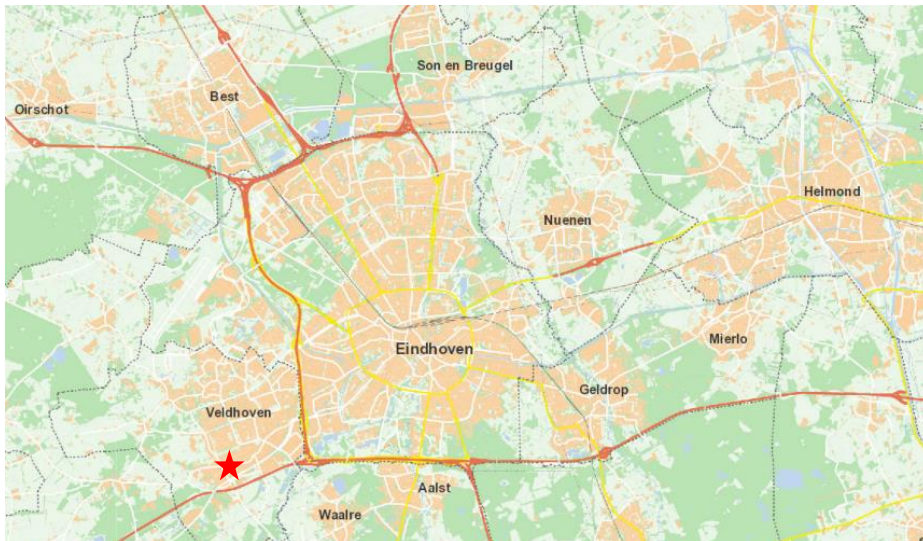 Son en Breugel
Best
Oirschot
Helmond
Nuenen
Mierlo
Eindhoven
Geldrop
Veldhoven
Aalst
Waalre